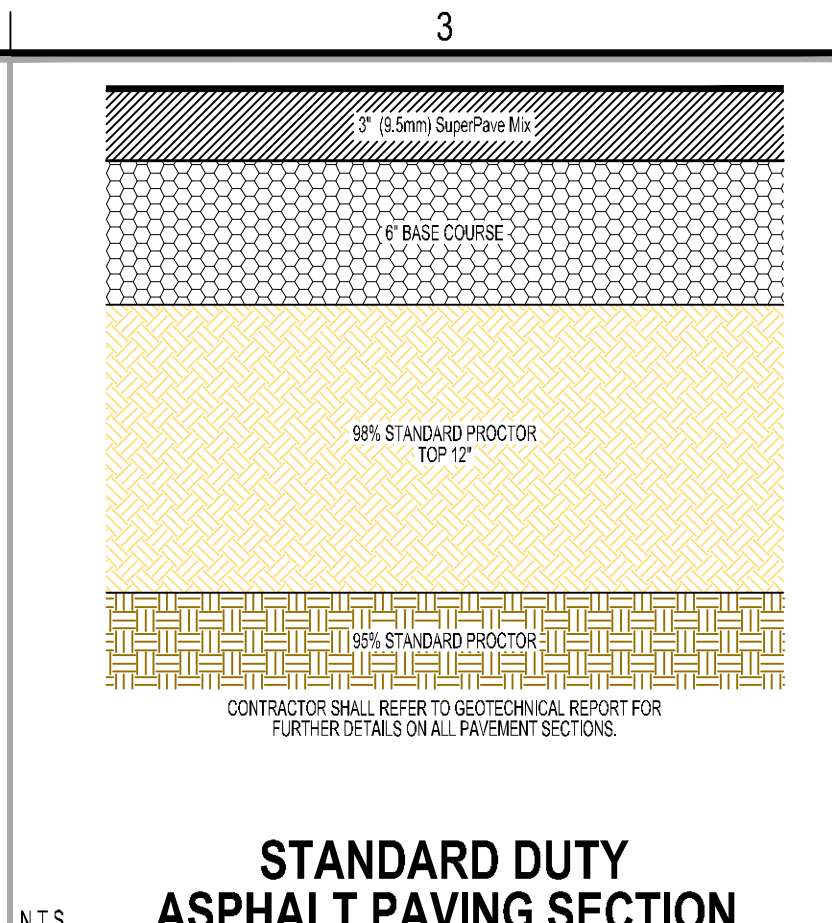 3
3" (9.5mm) SuperPave Mix
6" BASE COURSE
98% STANDARD PROCTOR
TOP 12"
95% STANDARD PROCTOR
CONTRACTOR SHALL REFER TO GEOTECHNICAL REPORT FOR
FURTHER DETAILS ON ALL PAVEMENT SECTIONS.
STANDARD DUTY
ASPHALT PAVING SECTION
N.T.S.